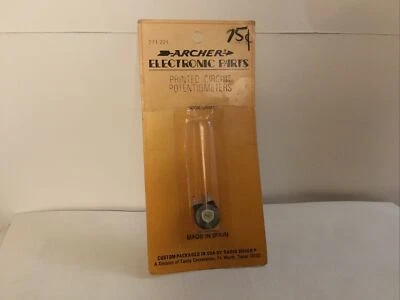 75¢
ARCHER
ELECTRONIC PARTS
PRINTED CIRCUIT
POTENTIOMETERS
MADE IN SPAIN
CUSTOM PACKAGED IN USA BY RADIO SHACK
A Division of Tandy Corporation, Ft. Worth, Texas 76102